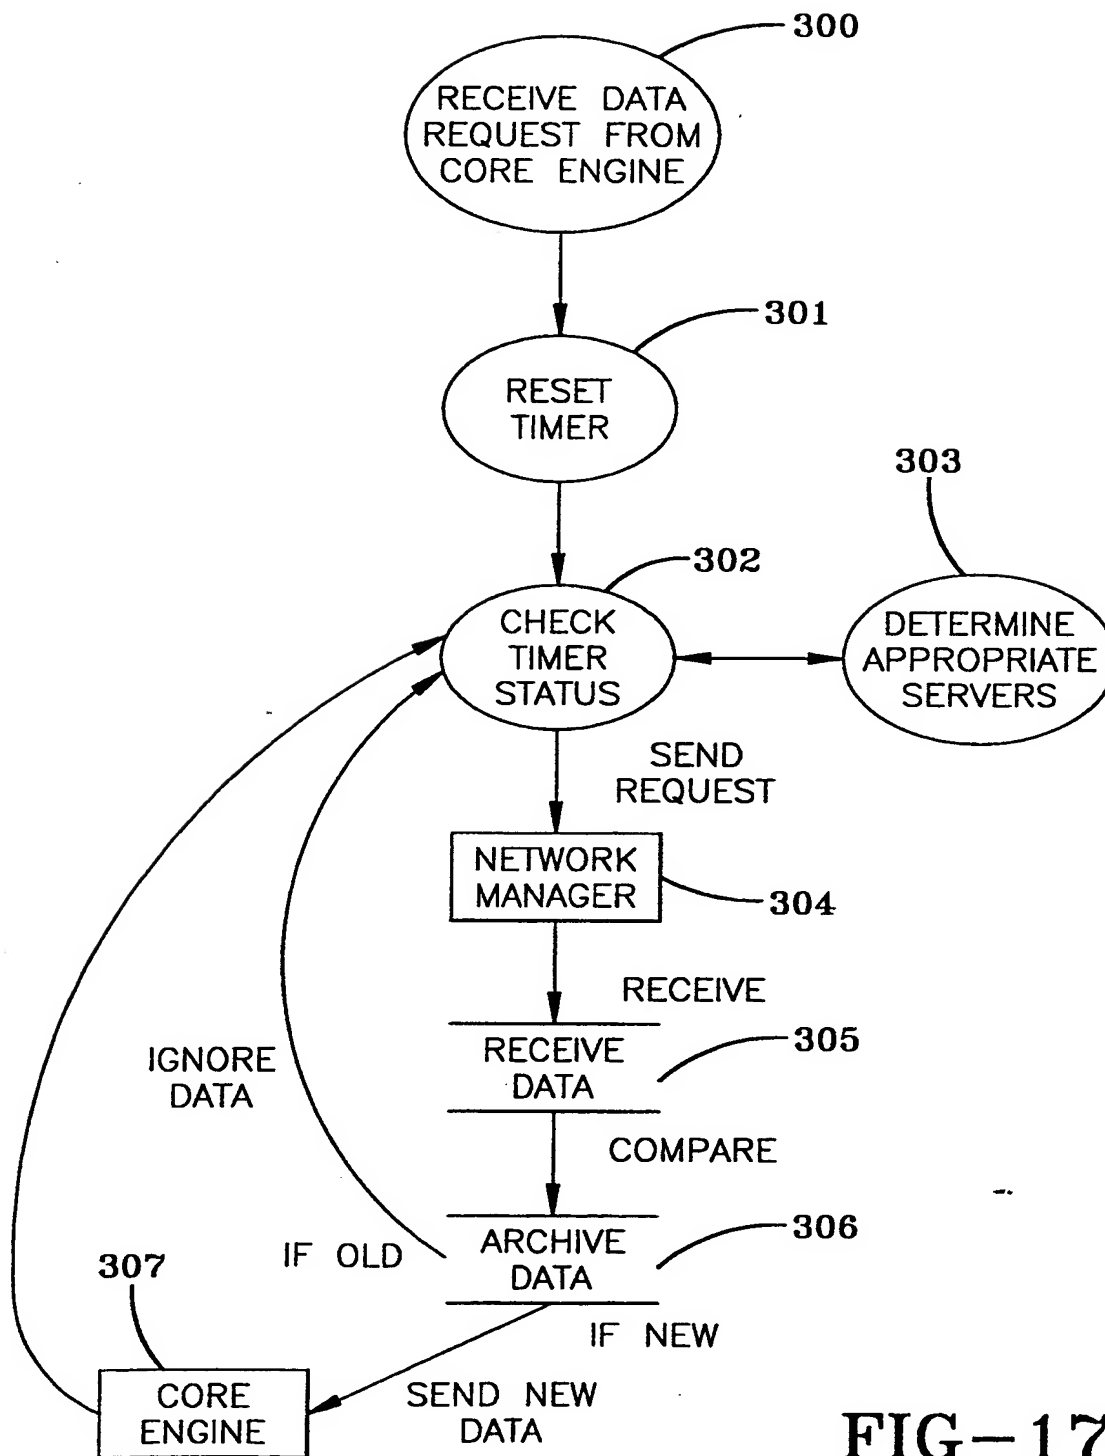 300
RECEIVE DATA
REQUEST FROM
CORE ENGINE
301
RESET
TIMER
303
302
CHECK
TIMER
STATUS
DETERMINE
APPROPRIATE
SERVERS
SEND
REQUEST
NETWORK
MANAGER
304
RECEIVE
RECEIVE
DATA
305
IGNORE
DATA
COMPARE
ARCHIVE
DATA
306
IF OLD
307
IF NEW
CORE
ENGINE
SEND NEW
DATA
FIG-17